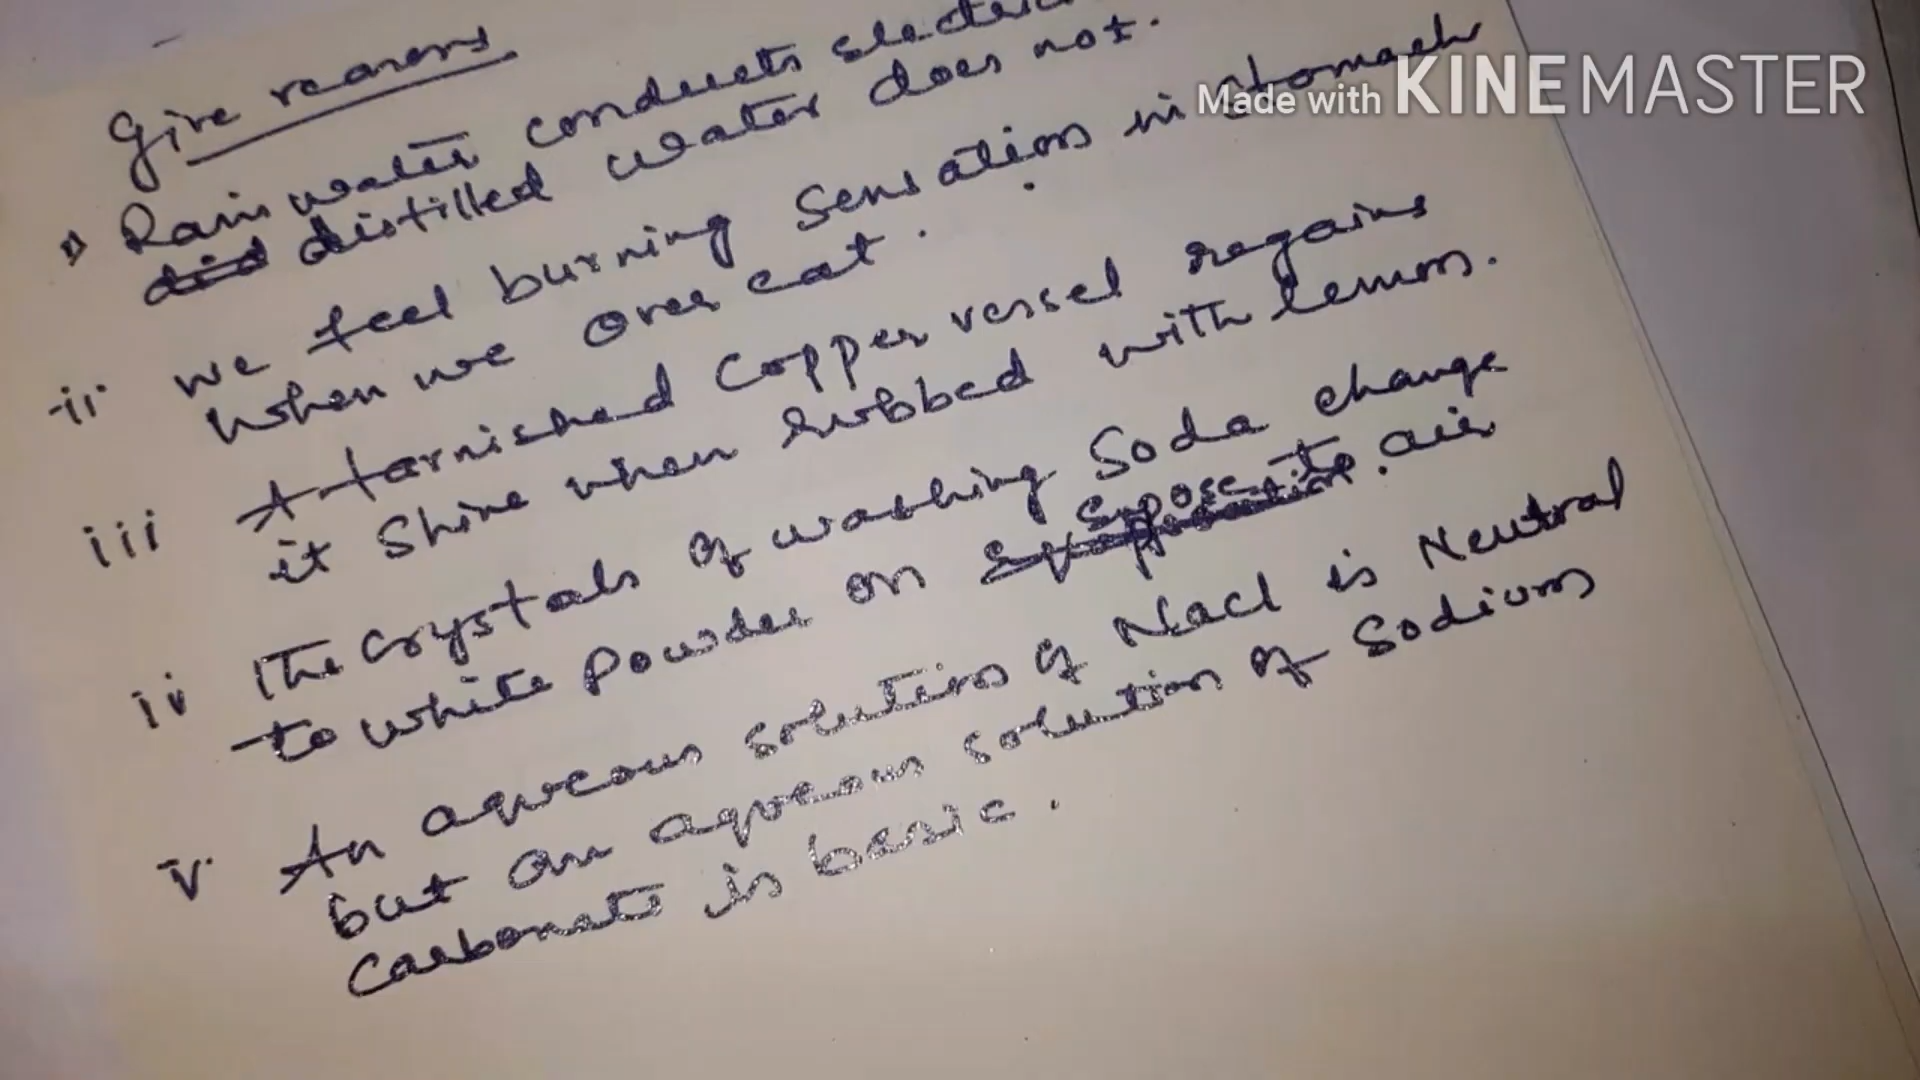 Give reasons
i) Rain water conducts
did distilled water does not.
ii we feel burning sensation in stomach
when we over eat.
iii A tarnished copper vessel regains
it shine when rubbed with lemon.
iv The crystals of washing soda change
to white powder on expose to air
v. An aqueous solution of NaCl is Neutral
but an aqueous solution of Sodium
Carbonate is basic.
Made with KINEMASTER